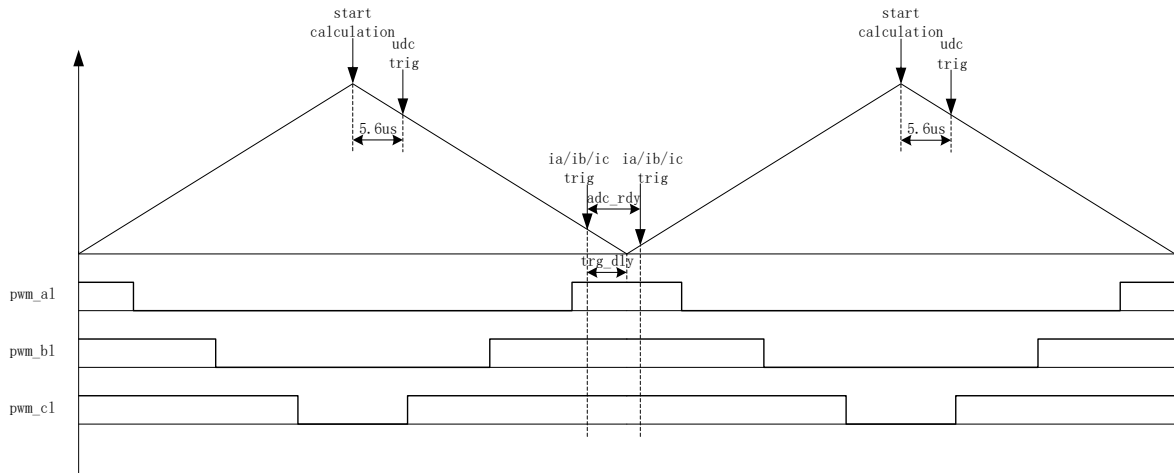 start
calculation
udc
trig
5.6us
ia/ib/ic
trig
ia/ib/ic
trig
adc_rdy
trg_dly
start
calculation
udc
trig
5.6us
pwm_al
pwm_bl
pwm_cl